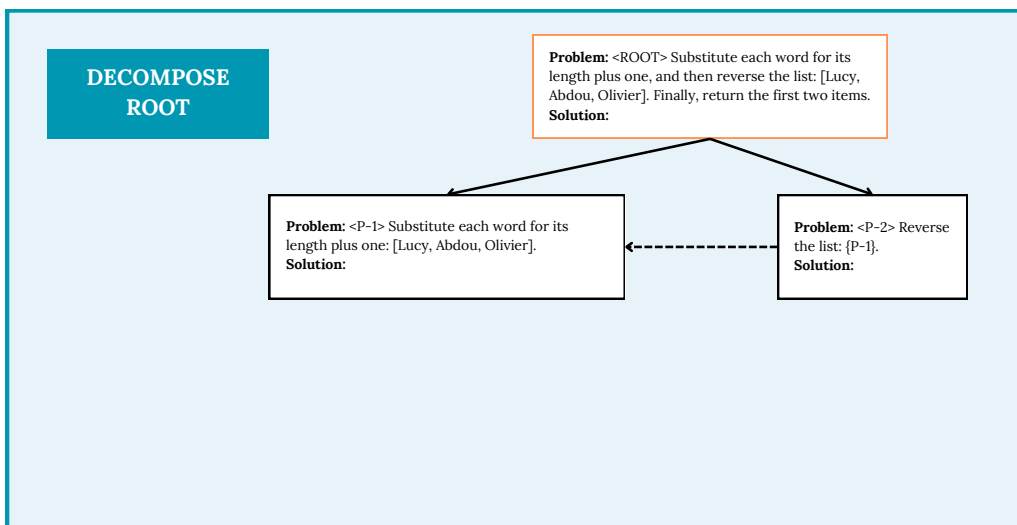 DECOMPOSE
ROOT
Problem: <ROOT> Substitute each word for its
length plus one, and then reverse the list: [Lucy,
Abdou, Olivier]. Finally, return the first two items.
Solution:
Problem: <P-1> Substitute each word for its
length plus one: [Lucy, Abdou, Olivier].
Solution:
Problem: <P-2> Reverse
the list: {P-1}.
Solution: